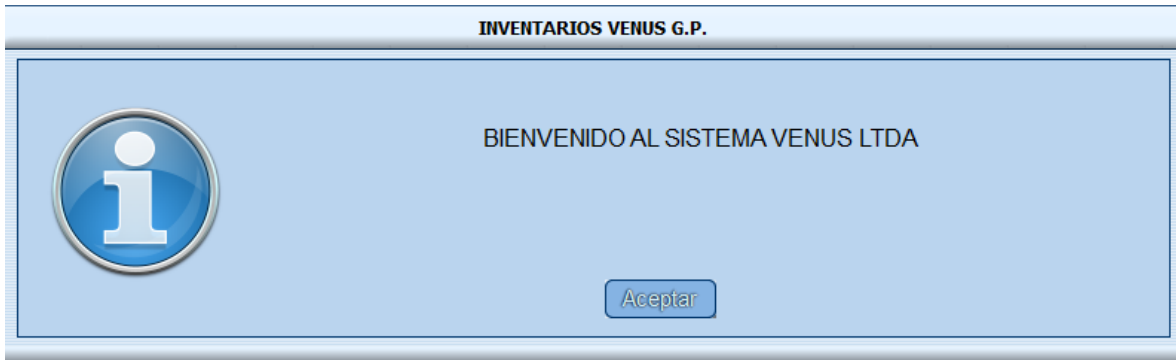 INVENTARIOS VENUS G.P.
BIENVENIDO AL SISTEMA VENUS LTDA
Aceptar